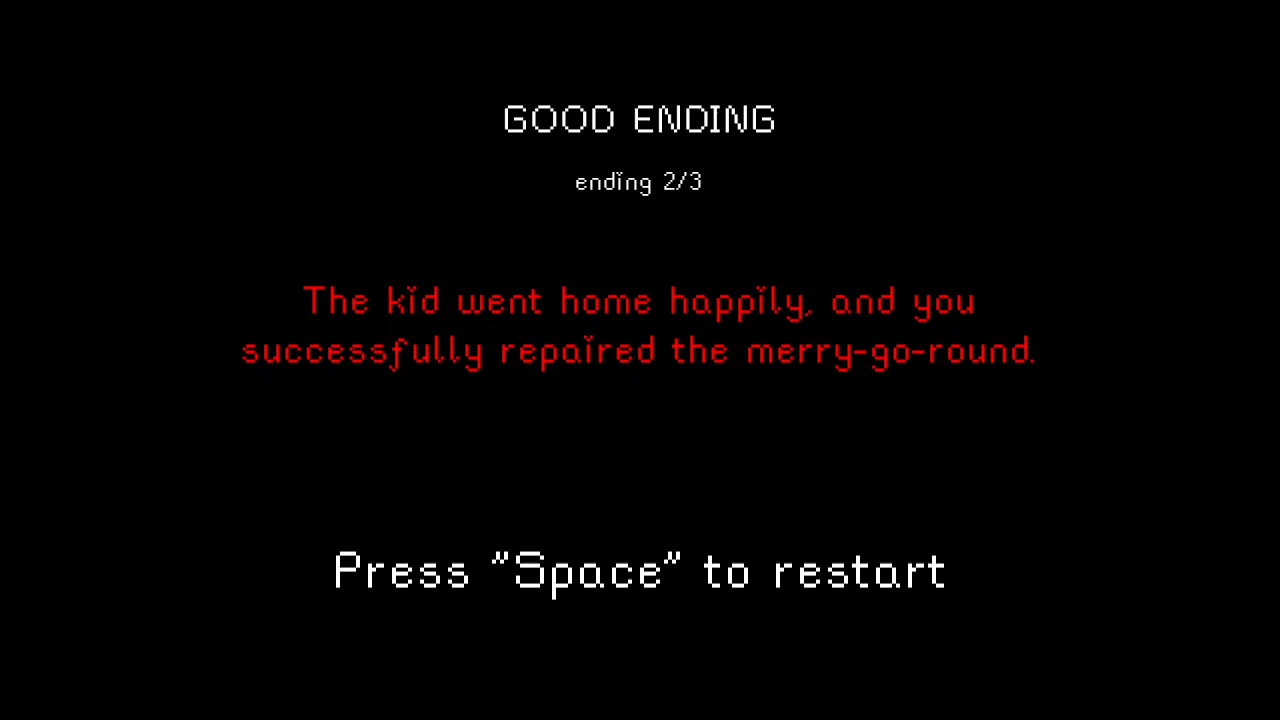 GOOD ENDING
ending 2/3
The kid went home happily, and you
successfully repaired the merry-go-round.
Press "Space" to restart